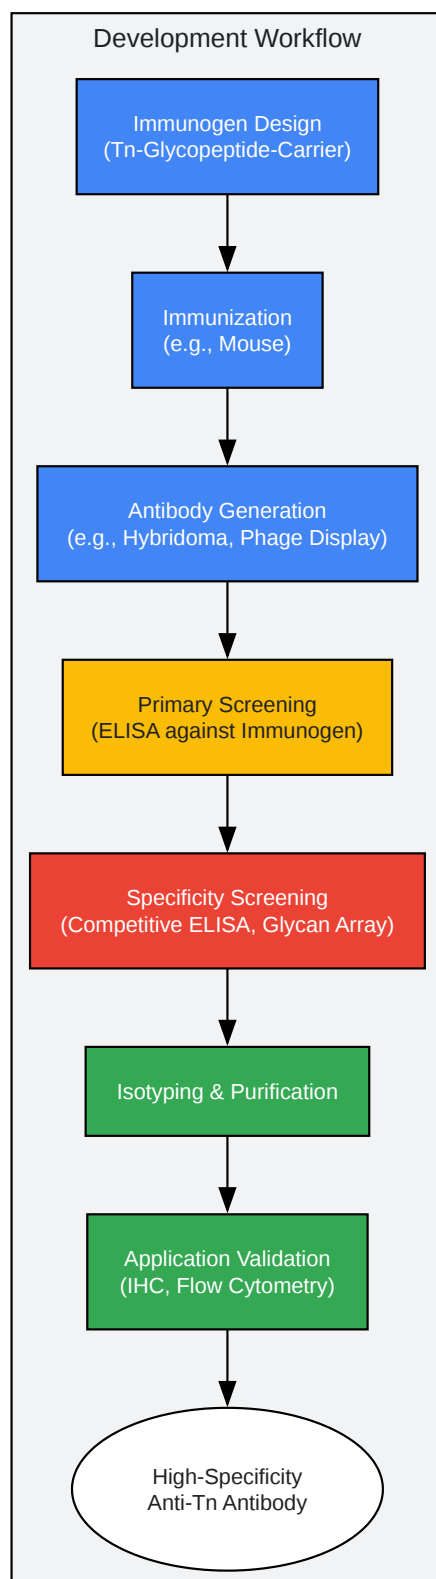 Development Workflow
Immunogen Design
(Tn-Glycopeptide-Carrier)
Immunization
(e.g., Mouse)
Antibody Generation
(e.g., Hybridoma, Phage Display)
Primary Screening
(ELISA against Immunogen)
Specificity Screening
(Competitive ELISA, Glycan Array)
Isotyping & Purification
Application Validation
(IHC, Flow Cytometry)
High-Specificity
Anti-Tn Antibody